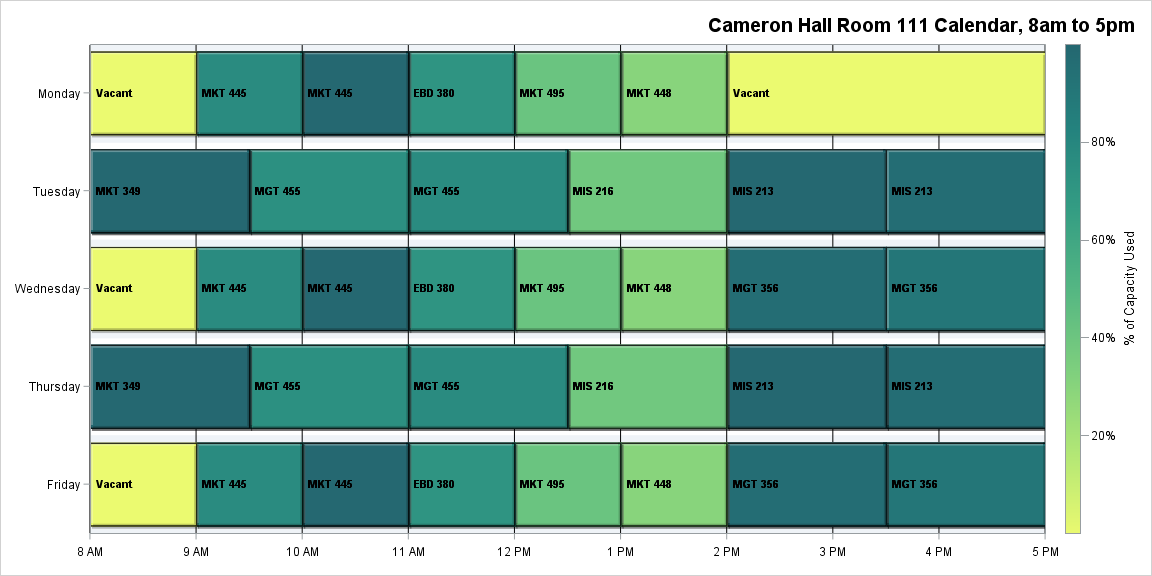 Cameron Hall Room 111 Calendar, 8am to 5pm
Monday
Vacant
MKT 445
MKT 445
EBD 380
MKT 495
MKT 448
Vacant
Tuesday
MKT 349
MGT 455
MGT 455
MIS 216
MIS 213
MIS 213
Wednesday
Vacant
MKT 445
MKT 445
EBD 380
MKT 495
MKT 448
MGT 356
MGT 356
Thursday
MKT 349
MGT 455
MGT 455
MIS 216
MIS 213
MIS 213
Friday
Vacant
MKT 445
MKT 445
EBD 380
MKT 495
MKT 448
MGT 356
MGT 356
8 AM
9 AM
10 AM
11 AM
12 PM
1 PM
2 PM
3 PM
4 PM
5 PM
80%
60%
40%
20%
% of Capacity Used